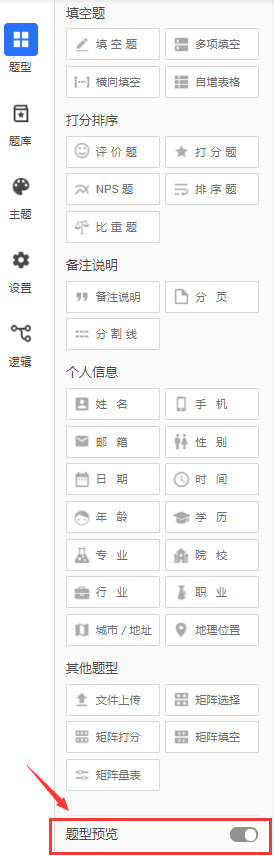 题型
题库
主题
设置
逻辑
填空题
填 空 题 多项填空
横向填空 自增表格
打分排序
评 价 题 打 分 题
NPS 题 排 序 题
比 重 题
备注说明
备注说明 分 页
分 割 线
个人信息
姓 名 手 机
邮 箱 性 别
日 期 时 间
年 龄 学 历
专 业 院 校
行 业 职 业
城市 / 地址 地理位置
其他题型
文件上传 矩阵选择
矩阵打分 矩阵填空
矩阵量表
题型预览